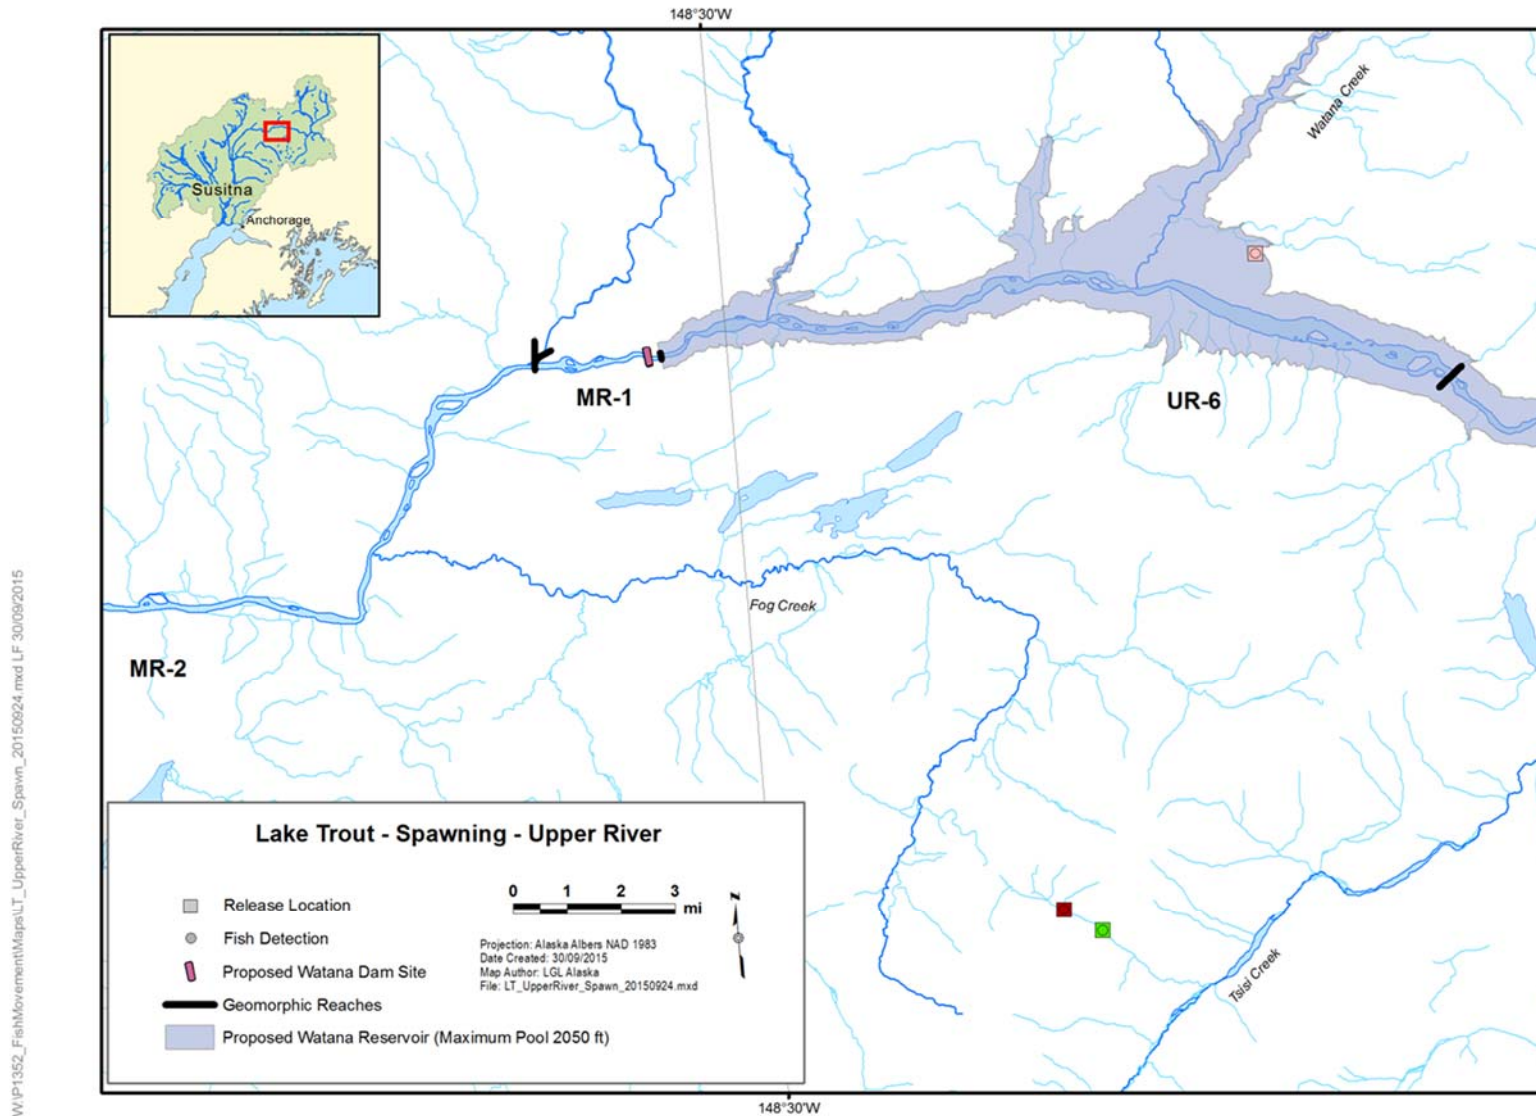 148°30'W
Watana Creek
Susitna
Anchorage
MR-1
UR-6
Fog Creek
MR-2
Tsisi Creek
Lake Trout - Spawning - Upper River
Release Location
Fish Detection
Proposed Watana Dam Site
Geomorphic Reaches
Proposed Watana Reservoir (Maximum Pool 2050 ft)
0 1 2 3
mi
N
Projection: Alaska Albers NAD 1983
Date Created: 30/09/2015
Map Author: LGL Alaska
File: LT_UpperRiver_Spawn_20150924.mxd
148°30'W
W:\P1352_FishMovement\Maps\LT_UpperRiver_Spawn_20150924.mxd LF 30/09/2015